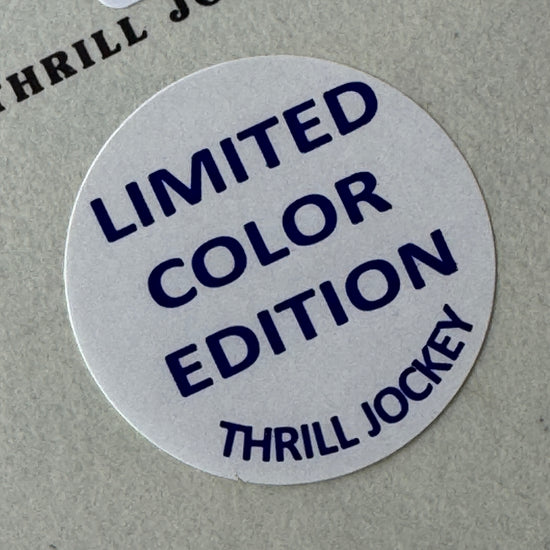 THRILL JO
LIMITED
COLOR
EDITION
THRILL JOCKEY